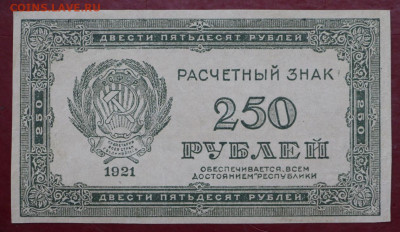 COINS.LAKE.RU
ДВЕСТИ ПЯТЬДЕСЯТ РУБЛЕЙ
РАСЧЕТНЫЙ ЗНАК
250
250
250
РУБЛЕЙ
1921
ОБЕСПЕЧИВАЕТСЯ ВСЕМ
ДОСТОЯНИЕМ РЕСПУБЛИКИ
ДВЕСТИ ПЯТЬДЕСЯТ РУБЛЕЙ